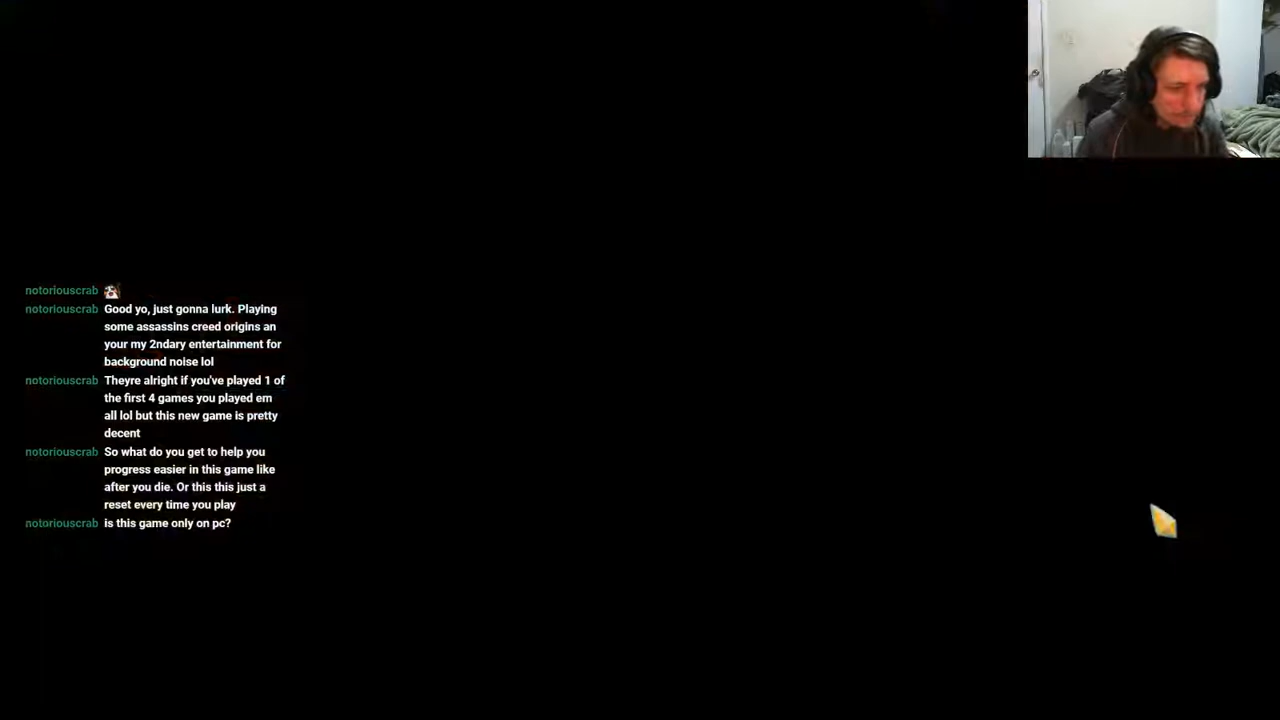 notoriouscrab
notoriouscrab Good yo, just gonna lurk. Playing
some assassins creed origins an
your my 2ndary entertainment for
background noise lol
notoriouscrab Theyre alright if you've played 1 of
the first 4 games you played em
all lol but this new game is pretty
decent
notoriouscrab So what do you get to help you
progress easier in this game like
after you die. Or this this just a
reset every time you play
notoriouscrab is this game only on pc?